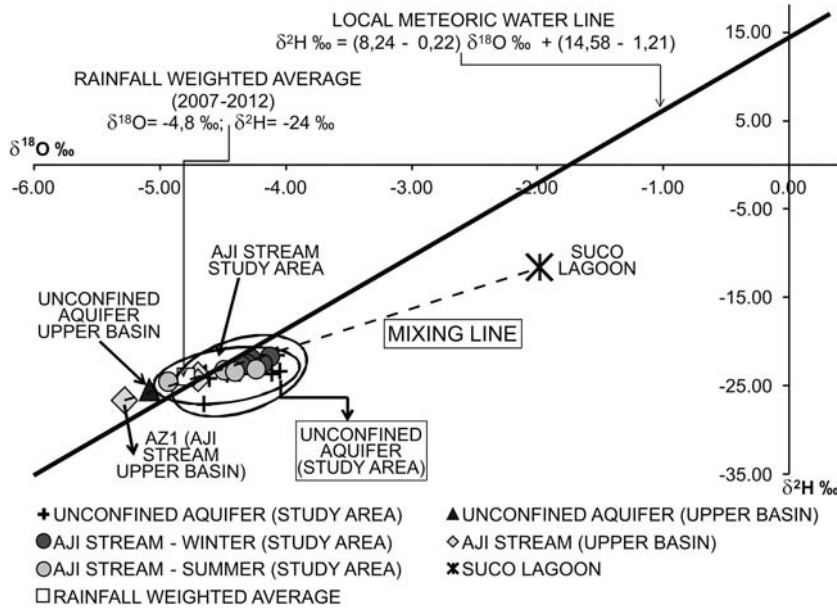 LOCAL METEORIC WATER LINE
δ²H ‰ = (8,24 - 0,22) δ¹⁸O ‰ + (14,58 - 1,21)
RAINFALL WEIGHTED AVERAGE
(2007-2012)
δ¹⁸O= -4,8 ‰; δ²H= -24 ‰
δ¹⁸O ‰
15.00
5.00
-6.00 -5.00 -4.00 -3.00 -2.00 -1.00 0.00
-5.00
-15.00
-25.00
-35.00
δ²H ‰
AJI STREAM
STUDY AREA
SUCO
LAGOON
UNCONFINED
AQUIFER
UPPER BASIN
MIXING LINE
AZ1 (AJI
STREAM
UPPER BASIN)
UNCONFINED
AQUIFER
(STUDY AREA)
UNCONFINED AQUIFER (STUDY AREA)
AJI STREAM - WINTER (STUDY AREA)
AJI STREAM - SUMMER (STUDY AREA)
RAINFALL WEIGHTED AVERAGE
UNCONFINED AQUIFER (UPPER BASIN)
AJI STREAM (UPPER BASIN)
SUCO LAGOON